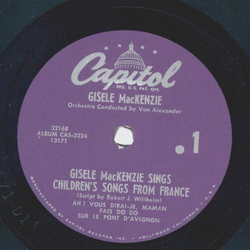 Capitol
REG. U.S. PAT. OFF.
GISELE MacKENZIE
Orchestra Conducted by Van Alexander
32168
ALBUM CAS-3224
13171
.1
GISELE MacKENZIE SINGS
CHILDREN'S SONGS FROM FRANCE
(Script by Robert J. Willheim)
AH! VOUS DIRAI-JE, MAMAN
FAIS DO DO
SUR LE PONT D'AVIGNON